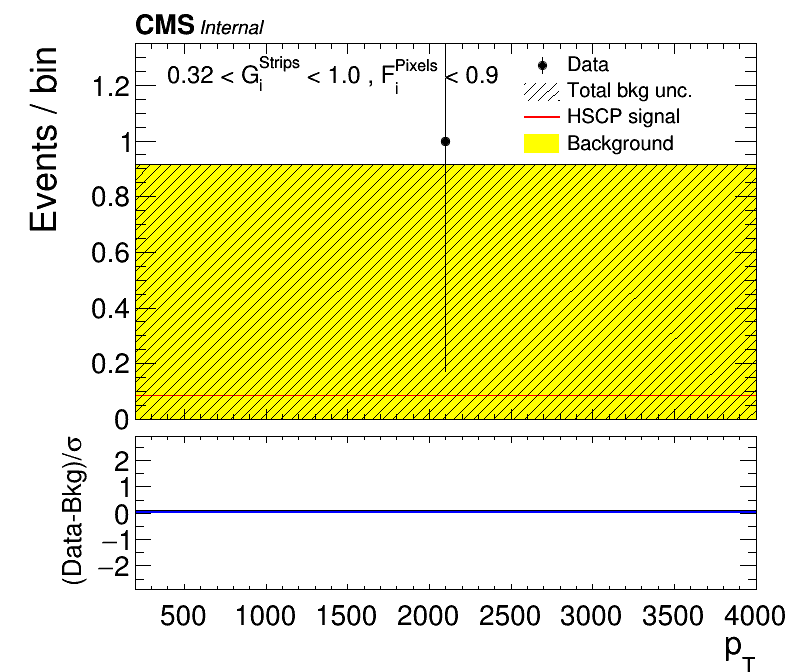 CMS Internal
0.32 < G_i^Strips < 1.0 , F_i^Pixels < 0.9
Data
Total bkg unc.
HSCP signal
Background
Events / bin
1.2
1
0.8
0.6
0.4
0.2
0
(Data-Bkg)/σ
2
1
0
−1
−2
500 1000 1500 2000 2500 3000 3500 4000
p_T